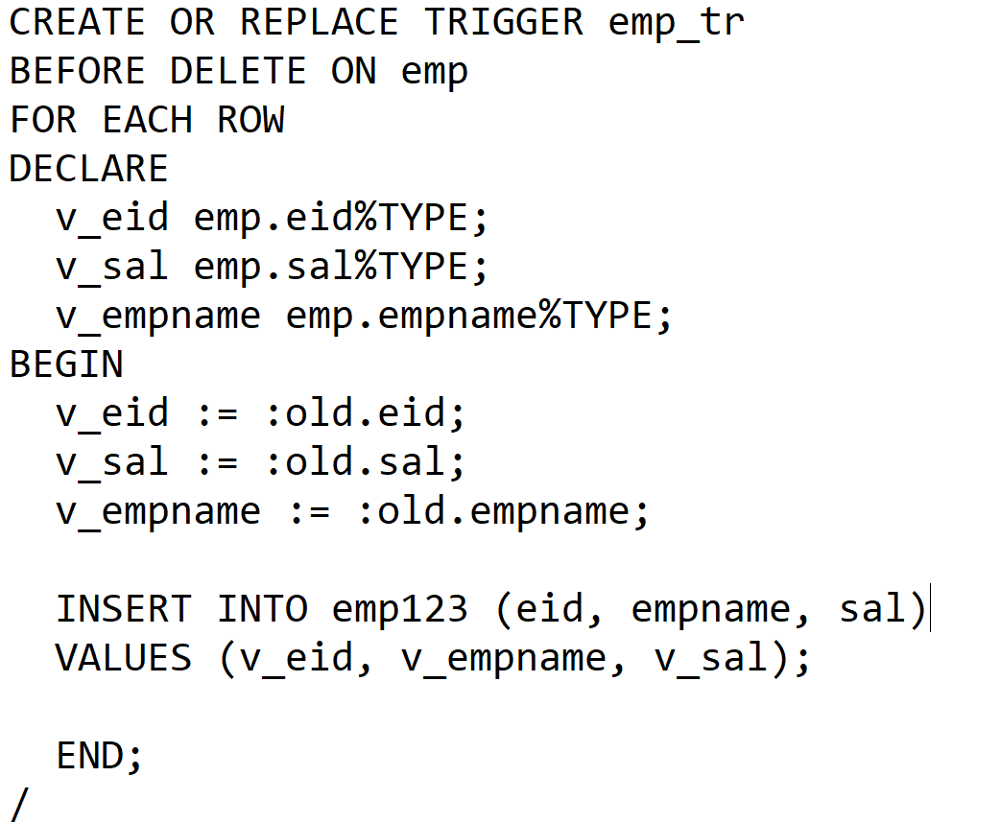 CREATE OR REPLACE TRIGGER emp_tr
BEFORE DELETE ON emp
FOR EACH ROW
DECLARE
  v_eid emp.eid%TYPE;
  v_sal emp.sal%TYPE;
  v_empname emp.empname%TYPE;
BEGIN
  v_eid := :old.eid;
  v_sal := :old.sal;
  v_empname := :old.empname;

  INSERT INTO emp123 (eid, empname, sal)
  VALUES (v_eid, v_empname, v_sal);

  END;
/